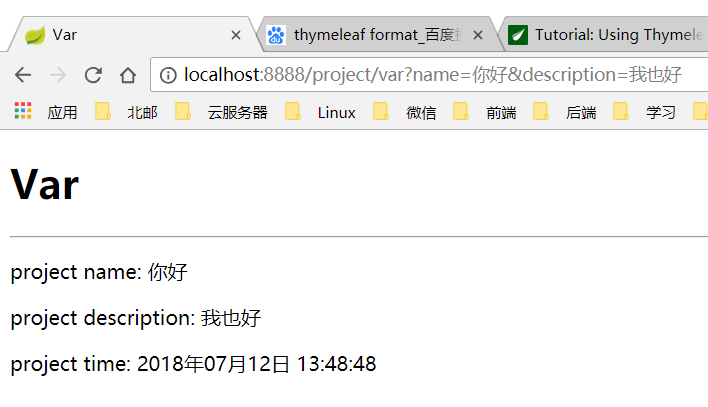 Var thymeleaf format_百度 Tutorial: Using Thymele
localhost:8888/project/var?name=你好&description=我也好
应用 北邮 云服务器 Linux 微信 前端 后端 学习
Var
project name: 你好
project description: 我也好
project time: 2018年07月12日 13:48:48